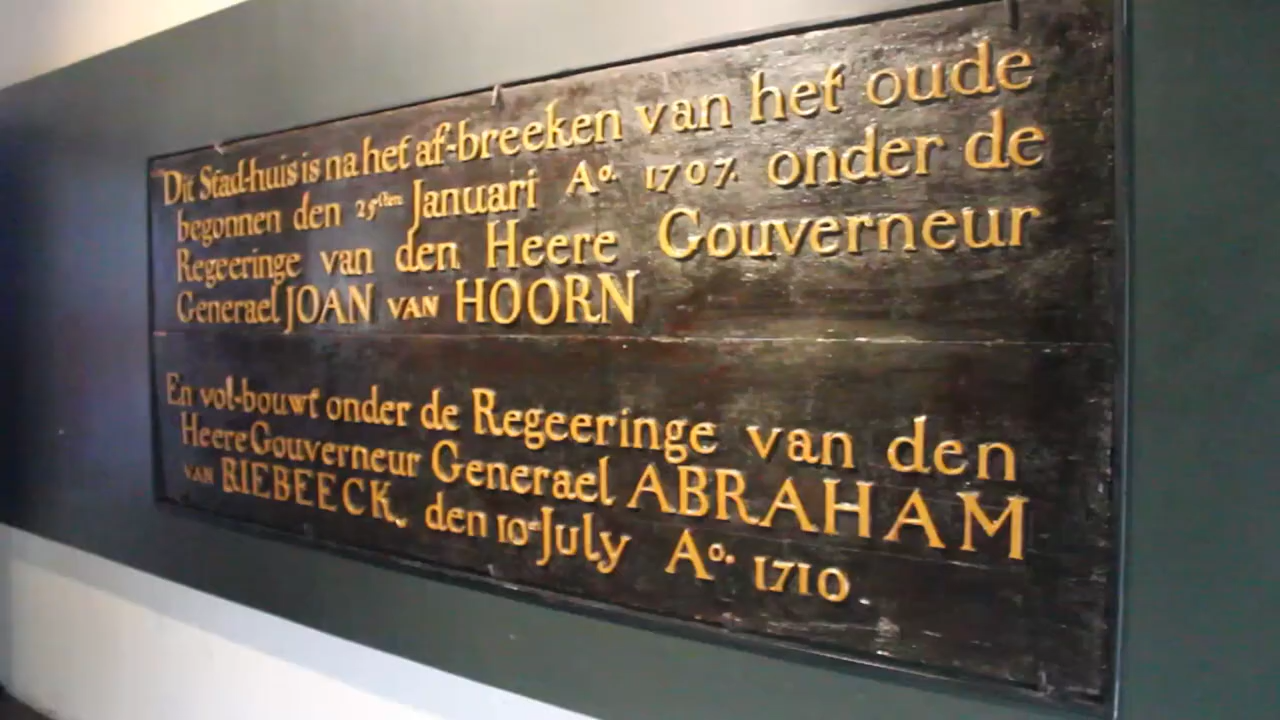 Dit Stad-huis is na het af-breeken van het oude
begonnen den 25sten Januari Ao. 1707. onder de
Regeeringe van den Heere Gouverneur
Generael JOAN VAN HOORN
En vol-bouwt onder de Regeeringe van den
Heere Gouverneur Generael ABRAHAM
VAN RIEBEECK. den 10en July Ao. 1710